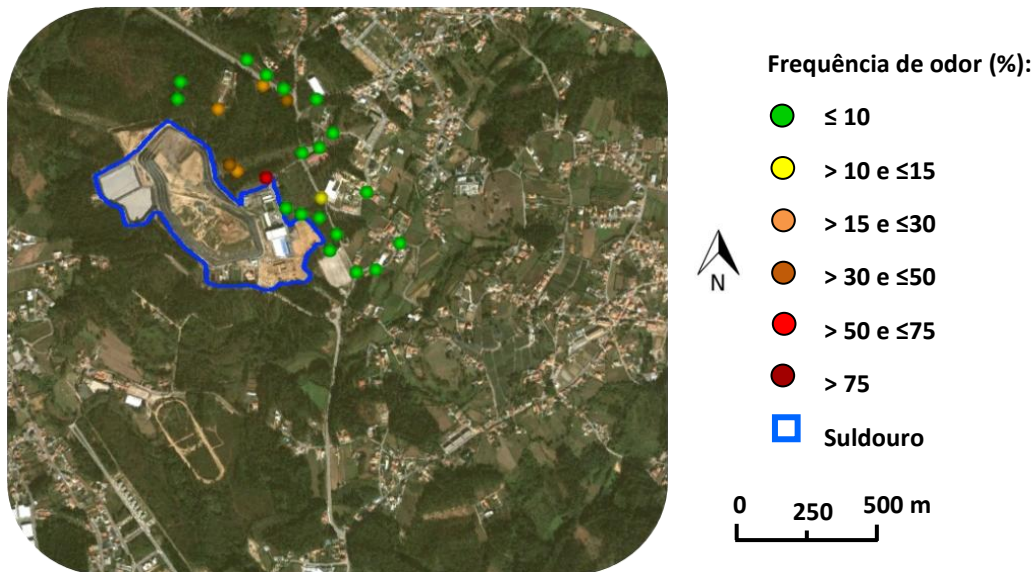 Frequência de odor (%):
≤ 10
> 10 e ≤15
> 15 e ≤30
> 30 e ≤50
> 50 e ≤75
> 75
Suldouro
N
0 250 500 m